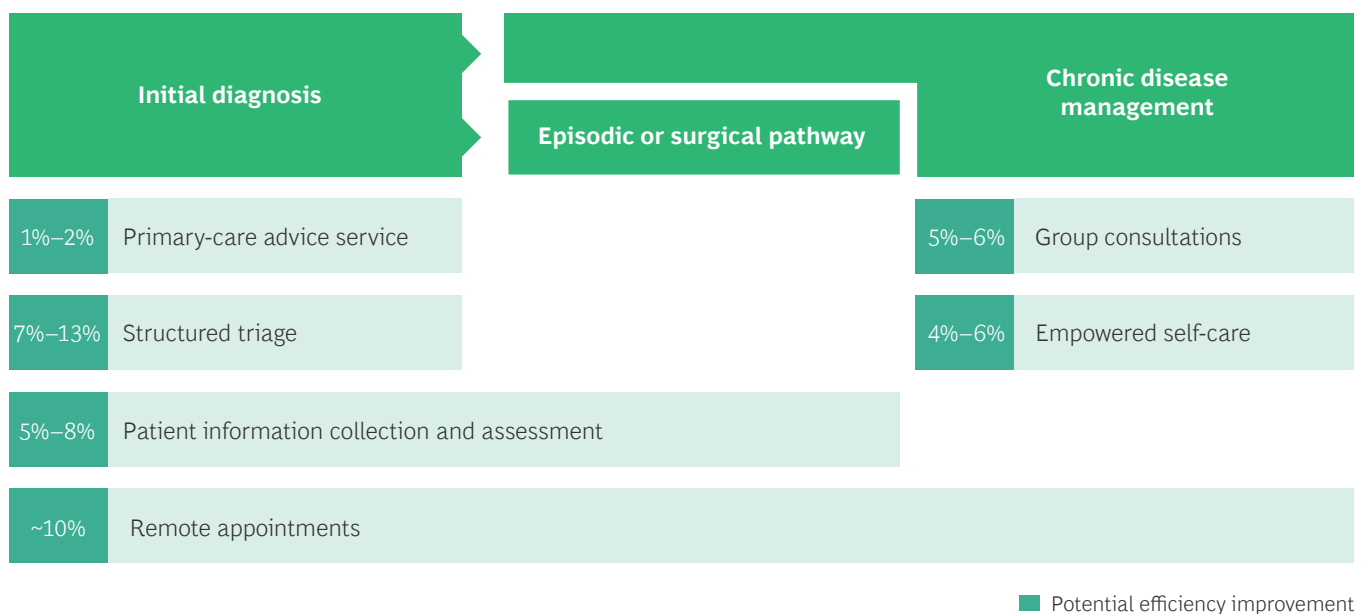 Initial diagnosis
Episodic or surgical pathway
Chronic disease
management
1%–2% Primary-care advice service
5%–6% Group consultations
7%–13% Structured triage
4%–6% Empowered self-care
5%–8% Patient information collection and assessment
~10% Remote appointments
Potential efficiency improvement